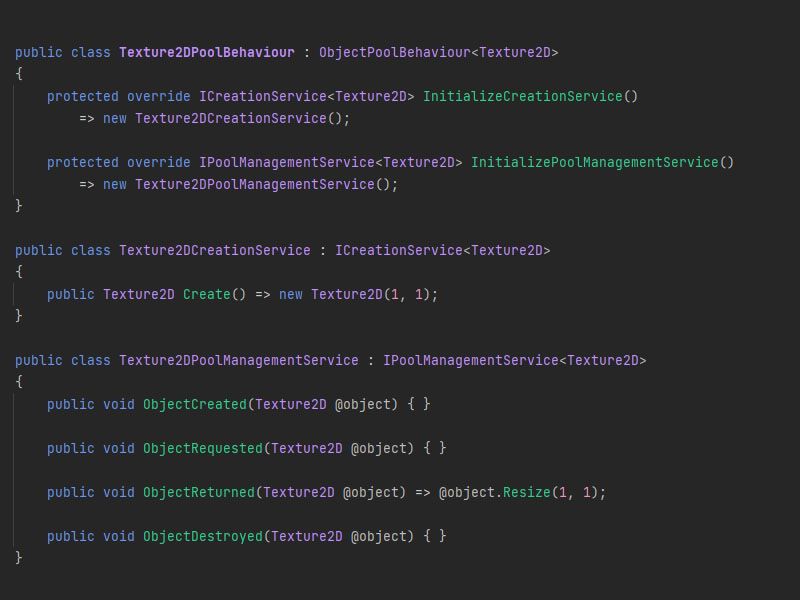 public class Texture2DPoolBehaviour : ObjectPoolBehaviour<Texture2D>
{
    protected override ICreationService<Texture2D> InitializeCreationService()
        => new Texture2DCreationService();

    protected override IPoolManagementService<Texture2D> InitializePoolManagementService()
        => new Texture2DPoolManagementService();
}

public class Texture2DCreationService : ICreationService<Texture2D>
{
    public Texture2D Create() => new Texture2D(1, 1);
}

public class Texture2DPoolManagementService : IPoolManagementService<Texture2D>
{
    public void ObjectCreated(Texture2D @object) { }

    public void ObjectRequested(Texture2D @object) { }

    public void ObjectReturned(Texture2D @object) => @object.Resize(1, 1);

    public void ObjectDestroyed(Texture2D @object) { }
}